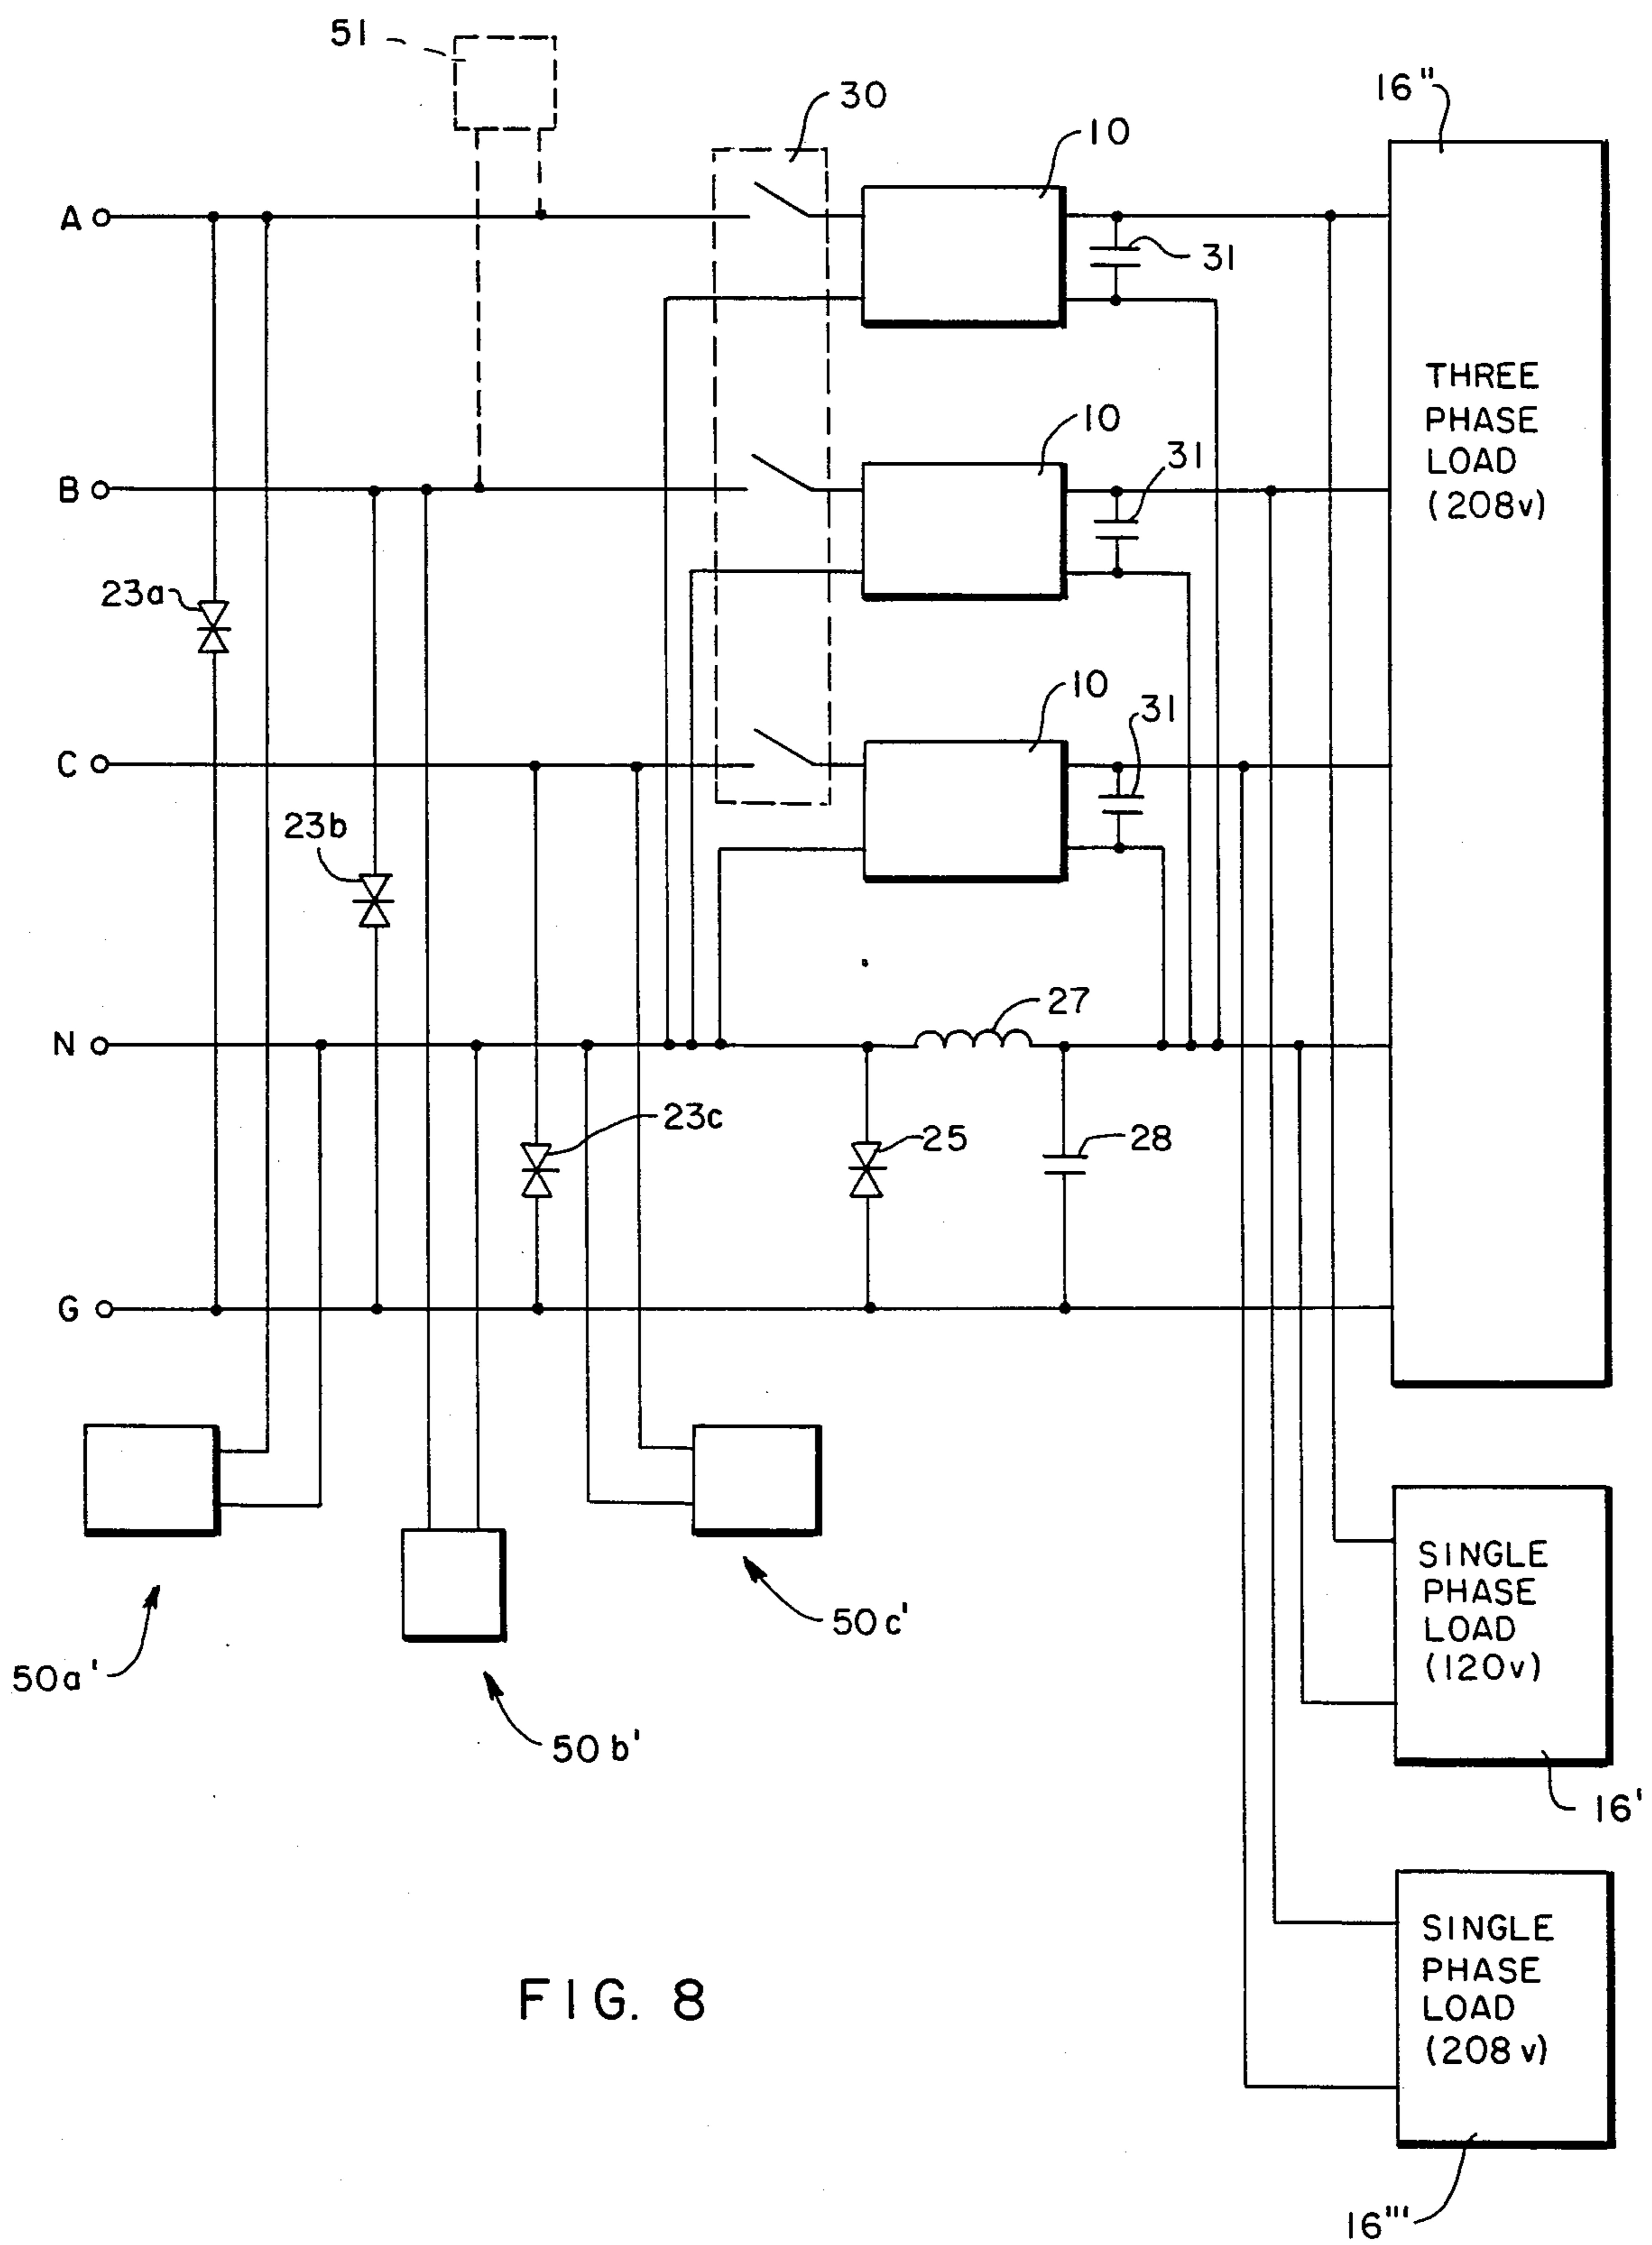 51
30
10
16"
A
31
THREE
PHASE
LOAD
(208v)
10
31
B
23a
10
31
C
23b
27
N
23c
25
28
G
50a'
50b'
50c'
SINGLE
PHASE
LOAD
(120v)
16'
SINGLE
PHASE
LOAD
(208v)
16'''
FIG. 8